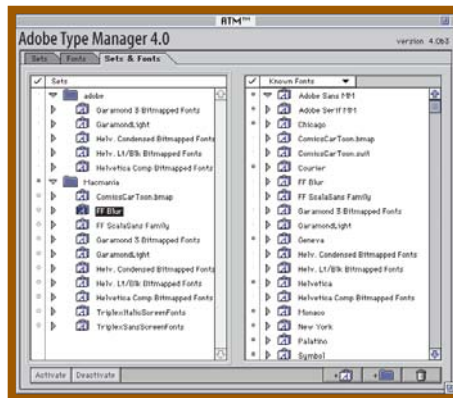 ATM™
Adobe Type Manager 4.0
version 4.0b3
Sets
Fonts
Sets & Fonts
Sets
adobe
Garamond 3 Bitmapped Fonts
GaramondLight
Helv. Condensed Bitmapped Fonts
Helv. Lt/Blk Bitmapped Fonts
Helvetica Comp Bitmapped Fonts
Macmania
ComicsCarToon.bmap
FF Blur
FF ScalaSans Family
Garamond 3 Bitmapped Fonts
GaramondLight
Helv. Condensed Bitmapped Fonts
Helv. Lt/Blk Bitmapped Fonts
Helvetica Comp Bitmapped Fonts
TriplexItalicScreenFonts
TriplexSansScreenFonts
Activate
Deactivate
Known Fonts
Adobe Sans MM
Adobe Serif MM
Chicago
ComicsCarToon.bmap
ComicsCarToon.suit
Courier
FF Blur
FF ScalaSans Family
Garamond 3 Bitmapped Fonts
GaramondLight
Geneva
Helv. Condensed Bitmapped Fonts
Helv. Lt/Blk Bitmapped Fonts
Helvetica
Helvetica Comp Bitmapped Fonts
Monaco
New York
Palatino
Symbol